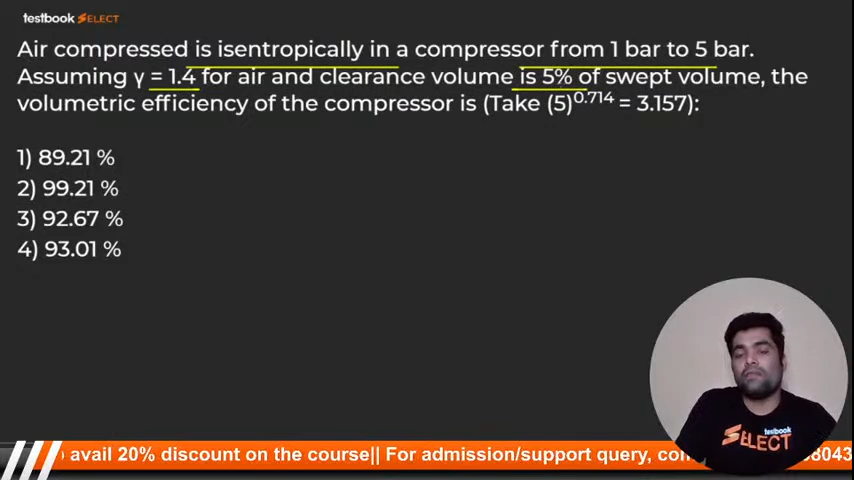 testbook SELECT
Air compressed is isentropically in a compressor from 1 bar to 5 bar.
Assuming γ = 1.4 for air and clearance volume is 5% of swept volume, the
volumetric efficiency of the compressor is (Take (5)^0.714 = 3.157):
1) 89.21 %
2) 99.21 %
3) 92.67 %
4) 93.01 %
testbook
SELECT
avail 20% discount on the course|| For admission/support query,